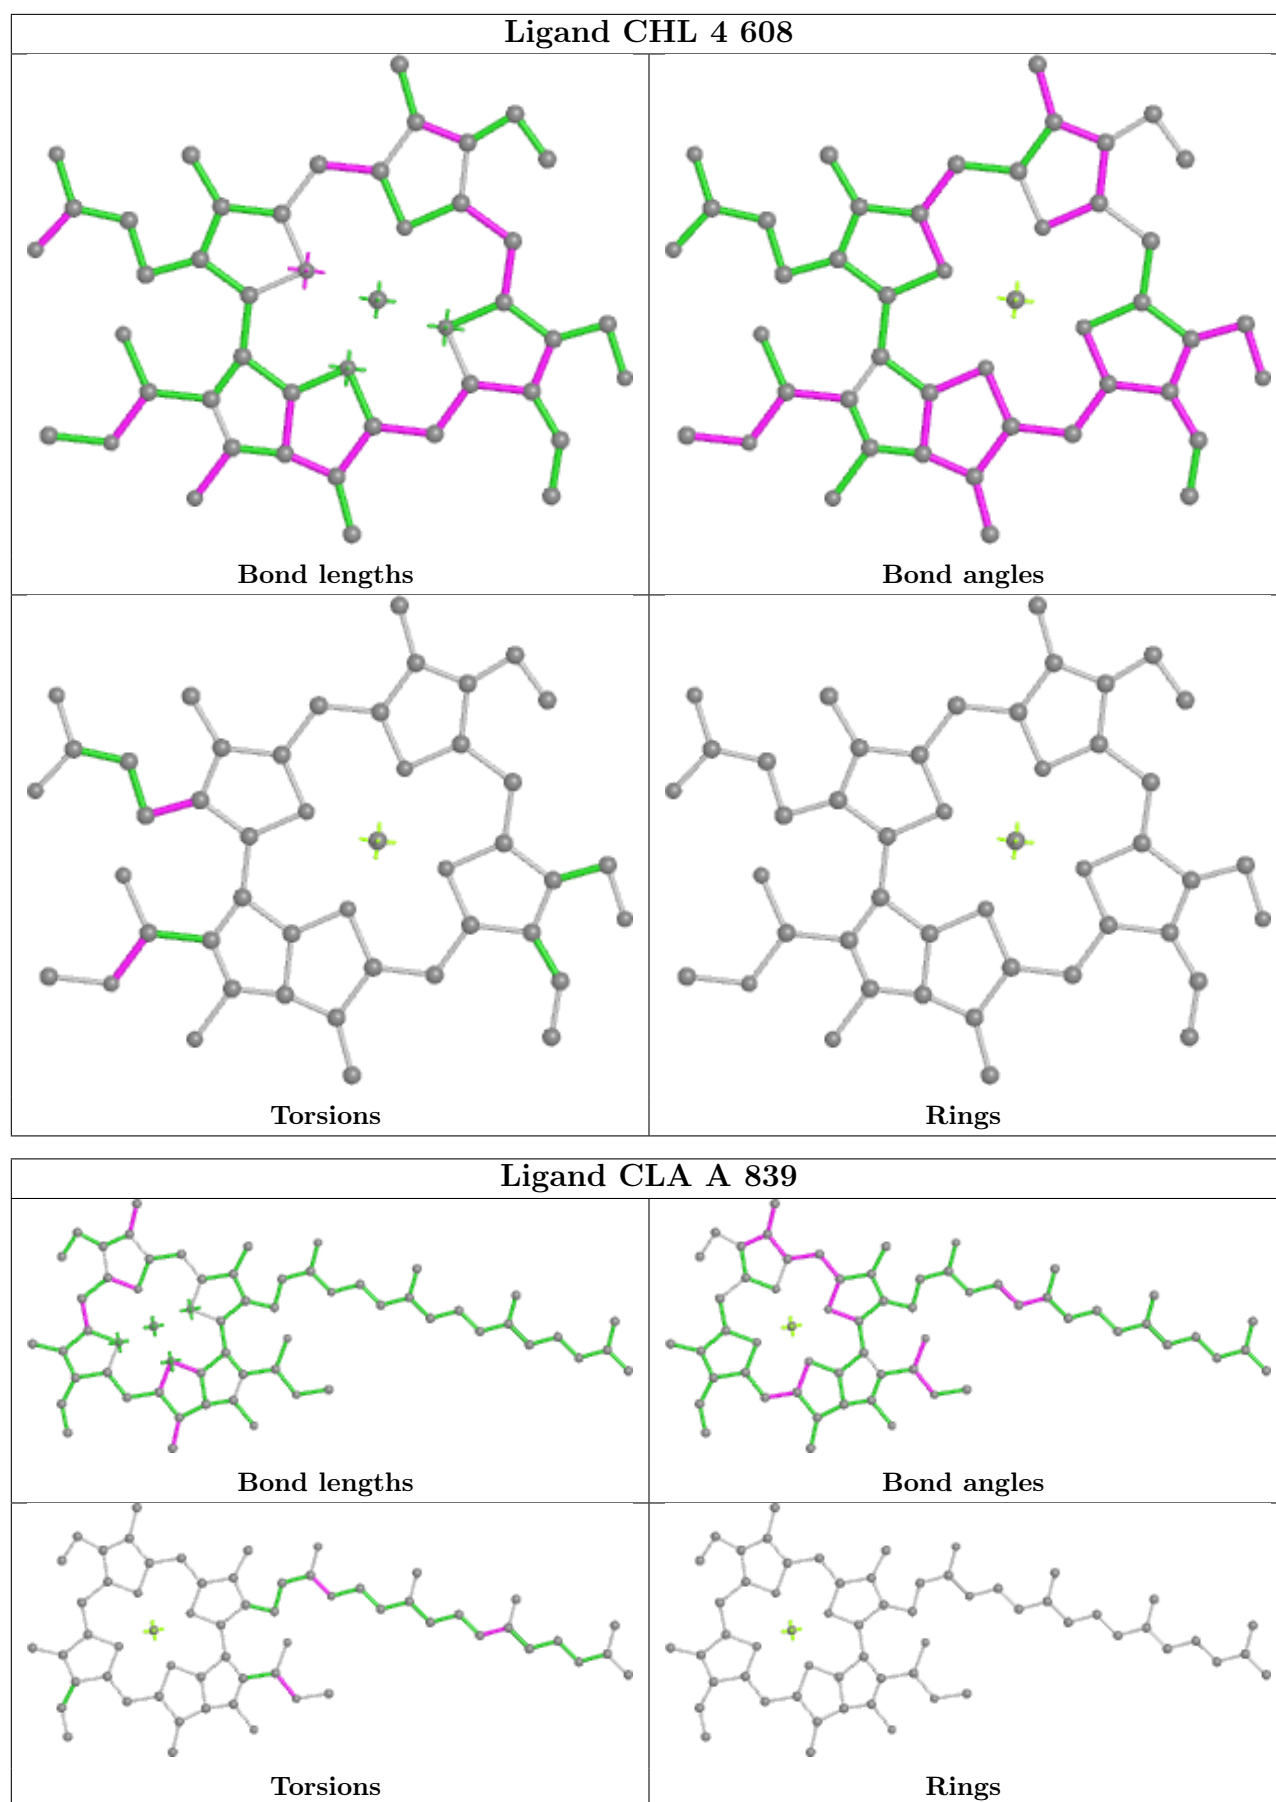 Ligand CHL 4 608
Bond lengths
Bond angles
Torsions
Rings
Ligand CLA A 839
Bond lengths
Bond angles
Torsions
Rings